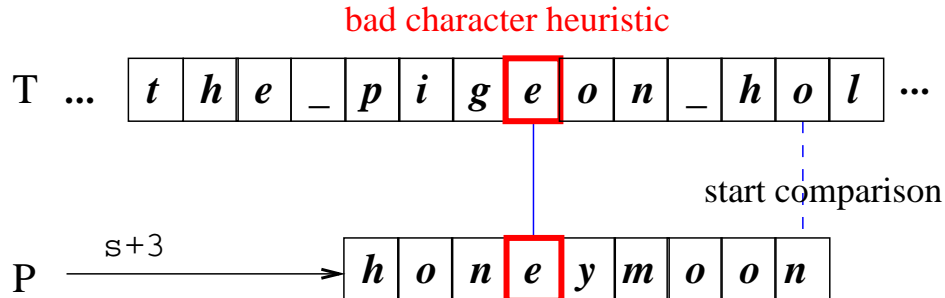 bad character heuristic
T ... t h e _ p i g e o n _ h o l ...
start comparison
s+3
P h o n e y m o o n